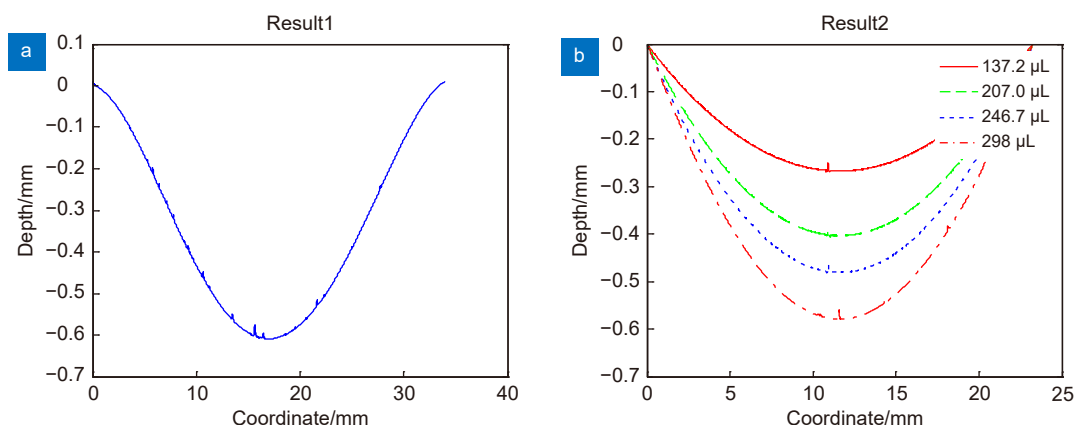 a
Result1
0.1
0
−0.1
−0.2
−0.3
−0.4
−0.5
−0.6
−0.7
Depth/mm
0 10 20 30 40
Coordinate/mm
b
Result2
0
−0.1
−0.2
−0.3
−0.4
−0.5
−0.6
−0.7
Depth/mm
137.2 μL
207.0 μL
246.7 μL
298 μL
0 5 10 15 20 25
Coordinate/mm